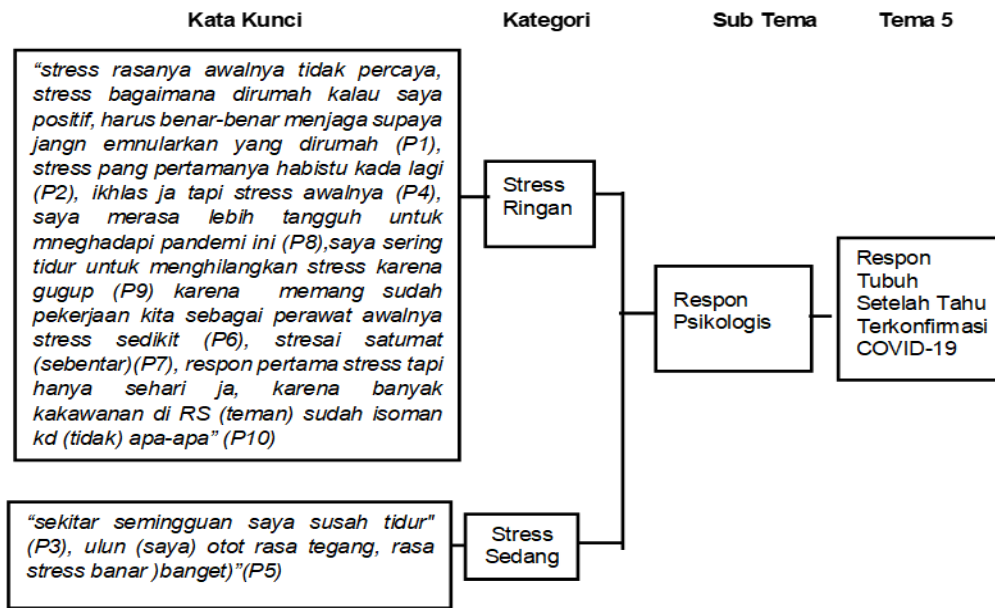 Kata Kunci Kategori Sub Tema Tema 5
“stress rasanya awalnya tidak percaya,
stress bagaimana dirumah kalau saya
positif, harus benar-benar menjaga supaya
jangn emnularkan yang dirumah (P1),
stress pang pertamanya habistu kada lagi
(P2), ikhlas ja tapi stress awalnya (P4),
saya merasa lebih tangguh untuk
mneghadapi pandemi ini (P8),saya sering
tidur untuk menghilangkan stress karena
gugup (P9) karena memang sudah
pekerjaan kita sebagai perawat awalnya
stress sedikit (P6), stresai satumat
(sebentar)(P7), respon pertama stress tapi
hanya sehari ja, karena banyak
kakawanan di RS (teman) sudah isoman
kd (tidak) apa-apa” (P10)
Stress
Ringan
Respon
Psikologis
Respon
Tubuh
Setelah Tahu
Terkonfirmasi
COVID-19
“sekitar semingguan saya susah tidur"
(P3), ulun (saya) otot rasa tegang, rasa
stress banar )banget)”(P5)
Stress
Sedang